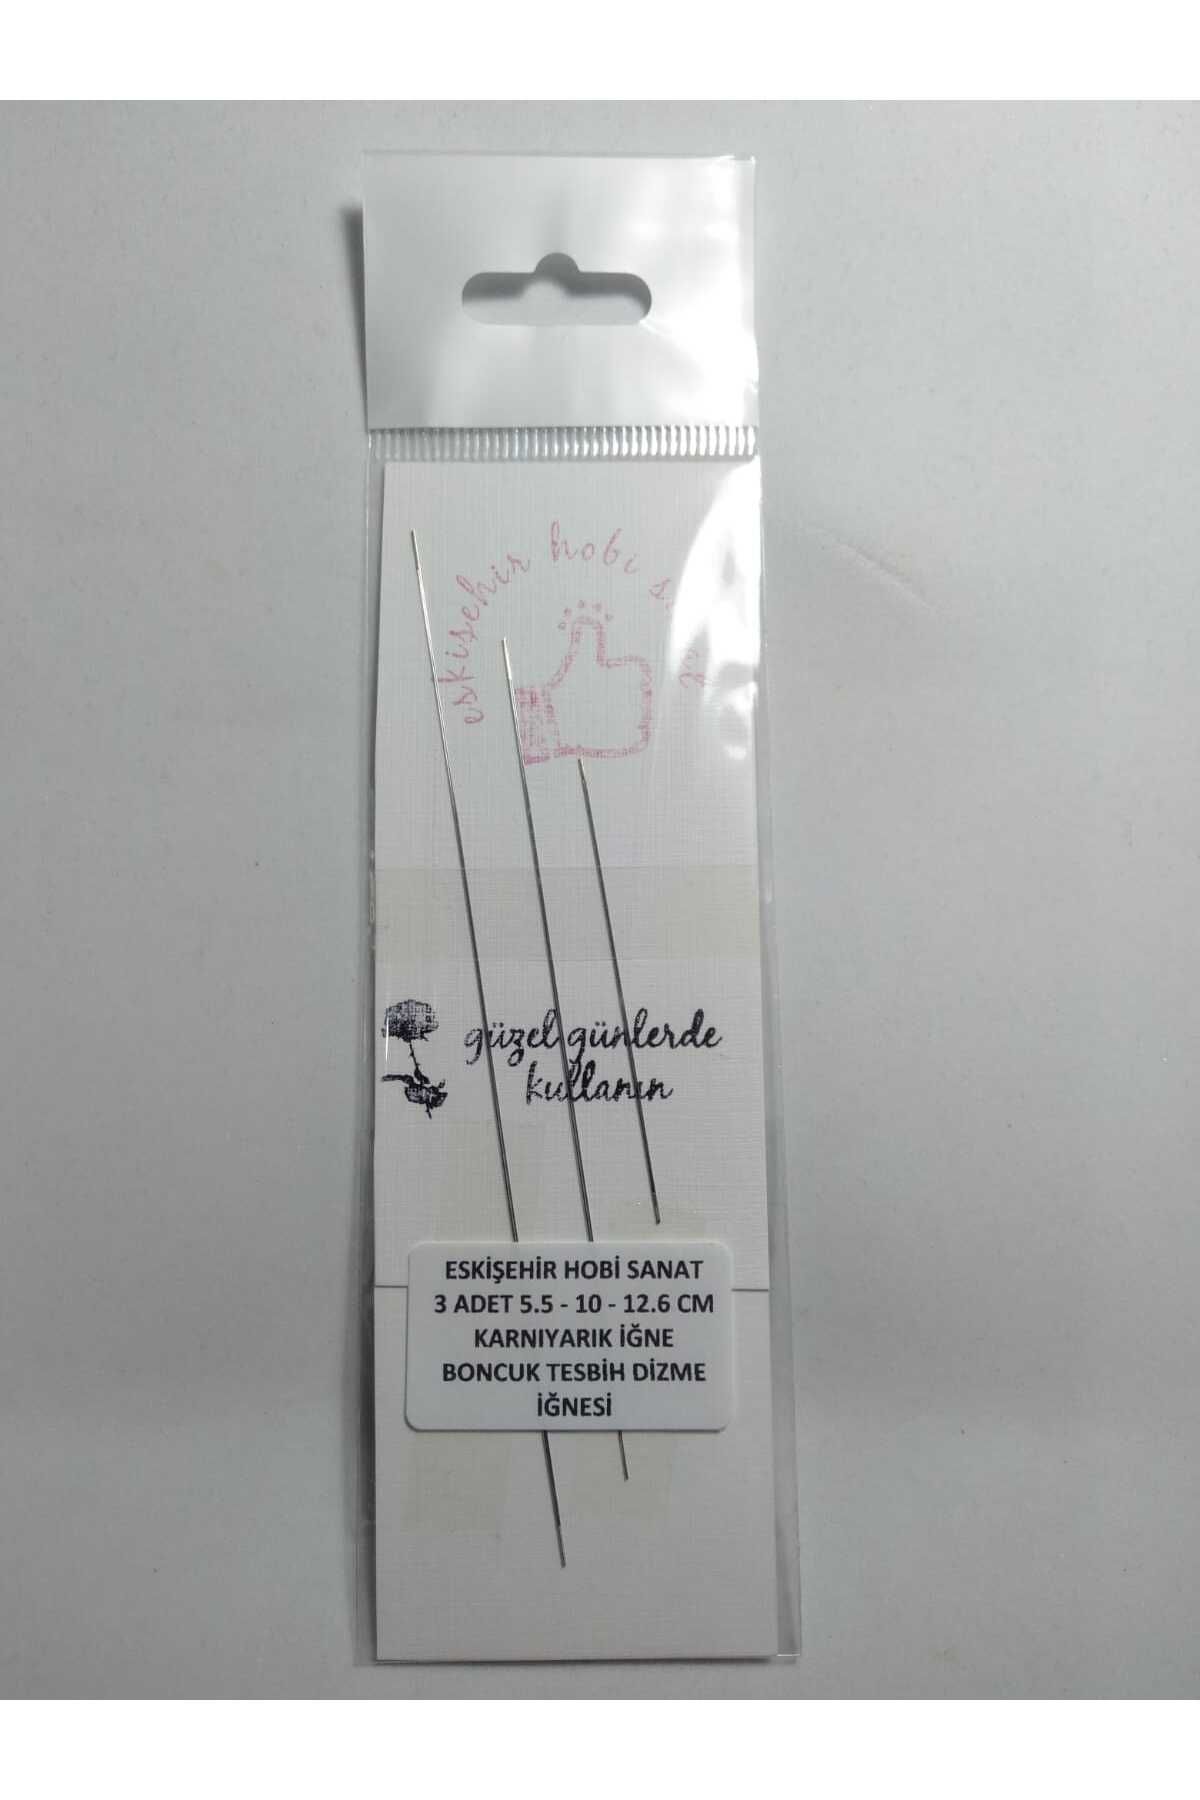 eskişehir hobi
güzel günlerde
kullanın
ESKİŞEHİR HOBİ SANAT
3 ADET 5.5 - 10 - 12.6 CM
KARNIYARIK İĞNE
BONCUK TESBİH DİZME
İĞNESİ